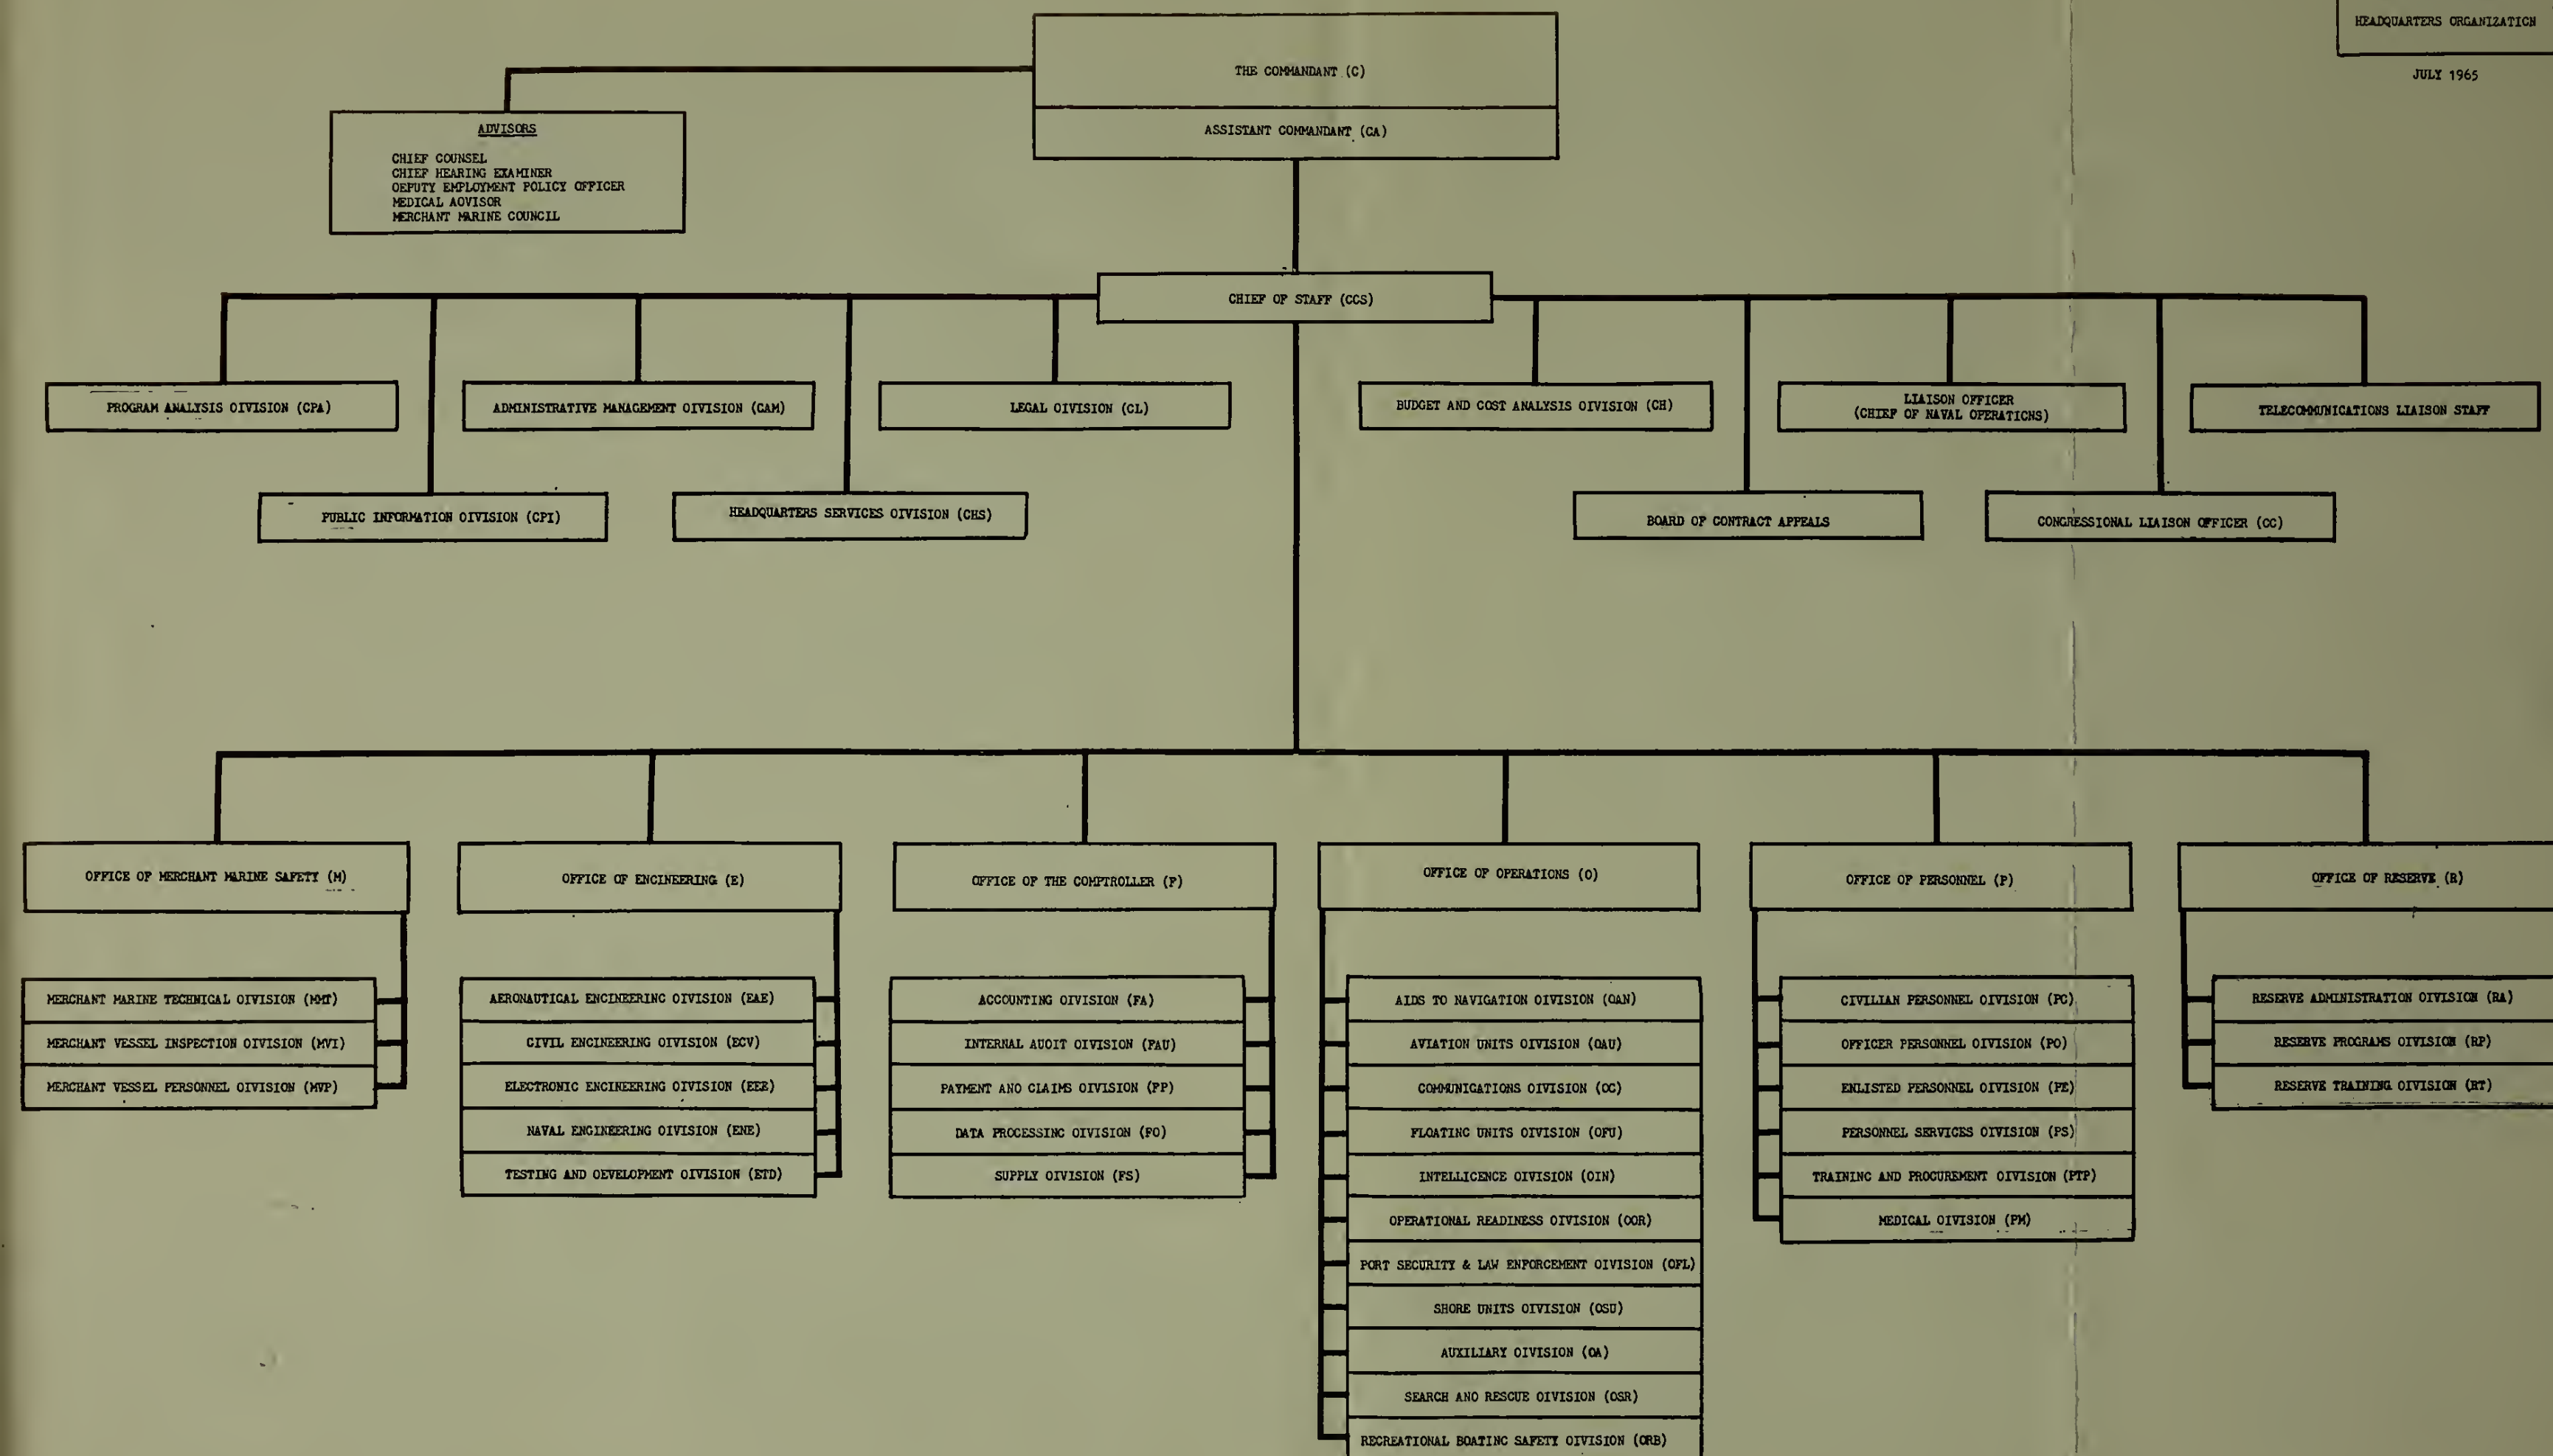 HEADQUARTERS ORGANIZATION
JULY 1965
THE COMMANDANT (C)
ASSISTANT COMMANDANT (CA)
ADVISORS
CHIEF COUNSEL
CHIEF HEARING EXAMINER
DEPUTY EMPLOYMENT POLICY OFFICER
MEDICAL ADVISOR
MERCHANT MARINE COUNCIL
CHIEF OF STAFF (CCS)
PROGRAM ANALYSIS DIVISION (CPA)
ADMINISTRATIVE MANAGEMENT DIVISION (CAM)
LEGAL DIVISION (CL)
BUDGET AND COST ANALYSIS DIVISION (CH)
LIAISON OFFICER
(CHIEF OF NAVAL OPERATIONS)
TELECOMMUNICATIONS LIAISON STAFF
PUBLIC INFORMATION DIVISION (CPI)
HEADQUARTERS SERVICES DIVISION (CHS)
BOARD OF CONTRACT APPEALS
CONGRESSIONAL LIAISON OFFICER (CC)
OFFICE OF MERCHANT MARINE SAFETY (M)
MERCHANT MARINE TECHNICAL DIVISION (MMT)
MERCHANT VESSEL INSPECTION DIVISION (MVI)
MERCHANT VESSEL PERSONNEL DIVISION (MVP)
OFFICE OF ENGINEERING (E)
AERONAUTICAL ENGINEERING DIVISION (EAE)
CIVIL ENGINEERING DIVISION (ECV)
ELECTRONIC ENGINEERING DIVISION (EEE)
NAVAL ENGINEERING DIVISION (ENE)
TESTING AND DEVELOPMENT DIVISION (ETD)
OFFICE OF THE COMPTROLLER (F)
ACCOUNTING DIVISION (FA)
INTERNAL AUDIT DIVISION (FAU)
PAYMENT AND CLAIMS DIVISION (FP)
DATA PROCESSING DIVISION (FD)
SUPPLY DIVISION (FS)
OFFICE OF OPERATIONS (O)
AIDS TO NAVIGATION DIVISION (OAN)
AVIATION UNITS DIVISION (OAU)
COMMUNICATIONS DIVISION (OC)
FLOATING UNITS DIVISION (OFU)
INTELLIGENCE DIVISION (OIN)
OPERATIONAL READINESS DIVISION (OOR)
PORT SECURITY & LAW ENFORCEMENT DIVISION (OFL)
SHORE UNITS DIVISION (OSU)
AUXILIARY DIVISION (OA)
SEARCH AND RESCUE DIVISION (OSR)
RECREATIONAL BOATING SAFETY DIVISION (ORB)
OFFICE OF PERSONNEL (P)
CIVILIAN PERSONNEL DIVISION (PC)
OFFICER PERSONNEL DIVISION (PO)
ENLISTED PERSONNEL DIVISION (PE)
PERSONNEL SERVICES DIVISION (PS)
TRAINING AND PROCUREMENT DIVISION (PTP)
MEDICAL DIVISION (PM)
OFFICE OF RESERVE (R)
RESERVE ADMINISTRATION DIVISION (RA)
RESERVE PROGRAMS DIVISION (RP)
RESERVE TRAINING DIVISION (RT)